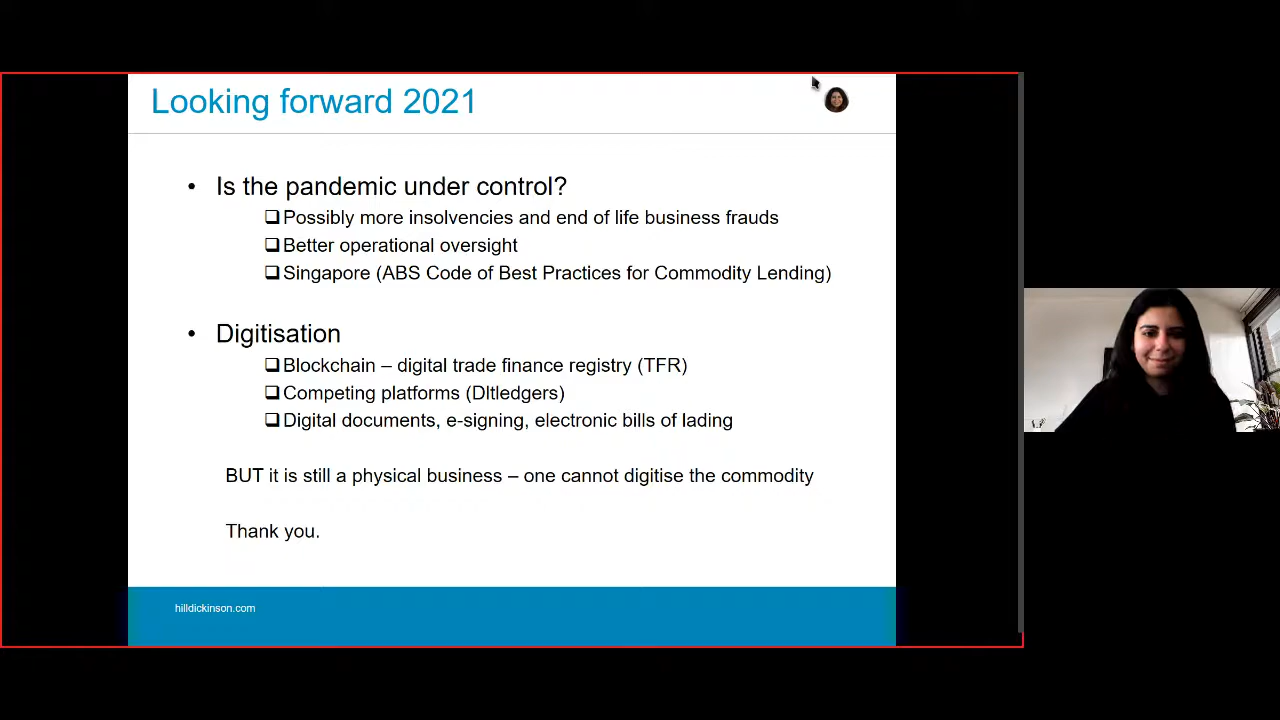 Looking forward 2021
• Is the pandemic under control?
❑Possibly more insolvencies and end of life business frauds
❑Better operational oversight
❑Singapore (ABS Code of Best Practices for Commodity Lending)
• Digitisation
❑Blockchain – digital trade finance registry (TFR)
❑Competing platforms (Dltledgers)
❑Digital documents, e-signing, electronic bills of lading
BUT it is still a physical business – one cannot digitise the commodity
Thank you.
hilldickinson.com